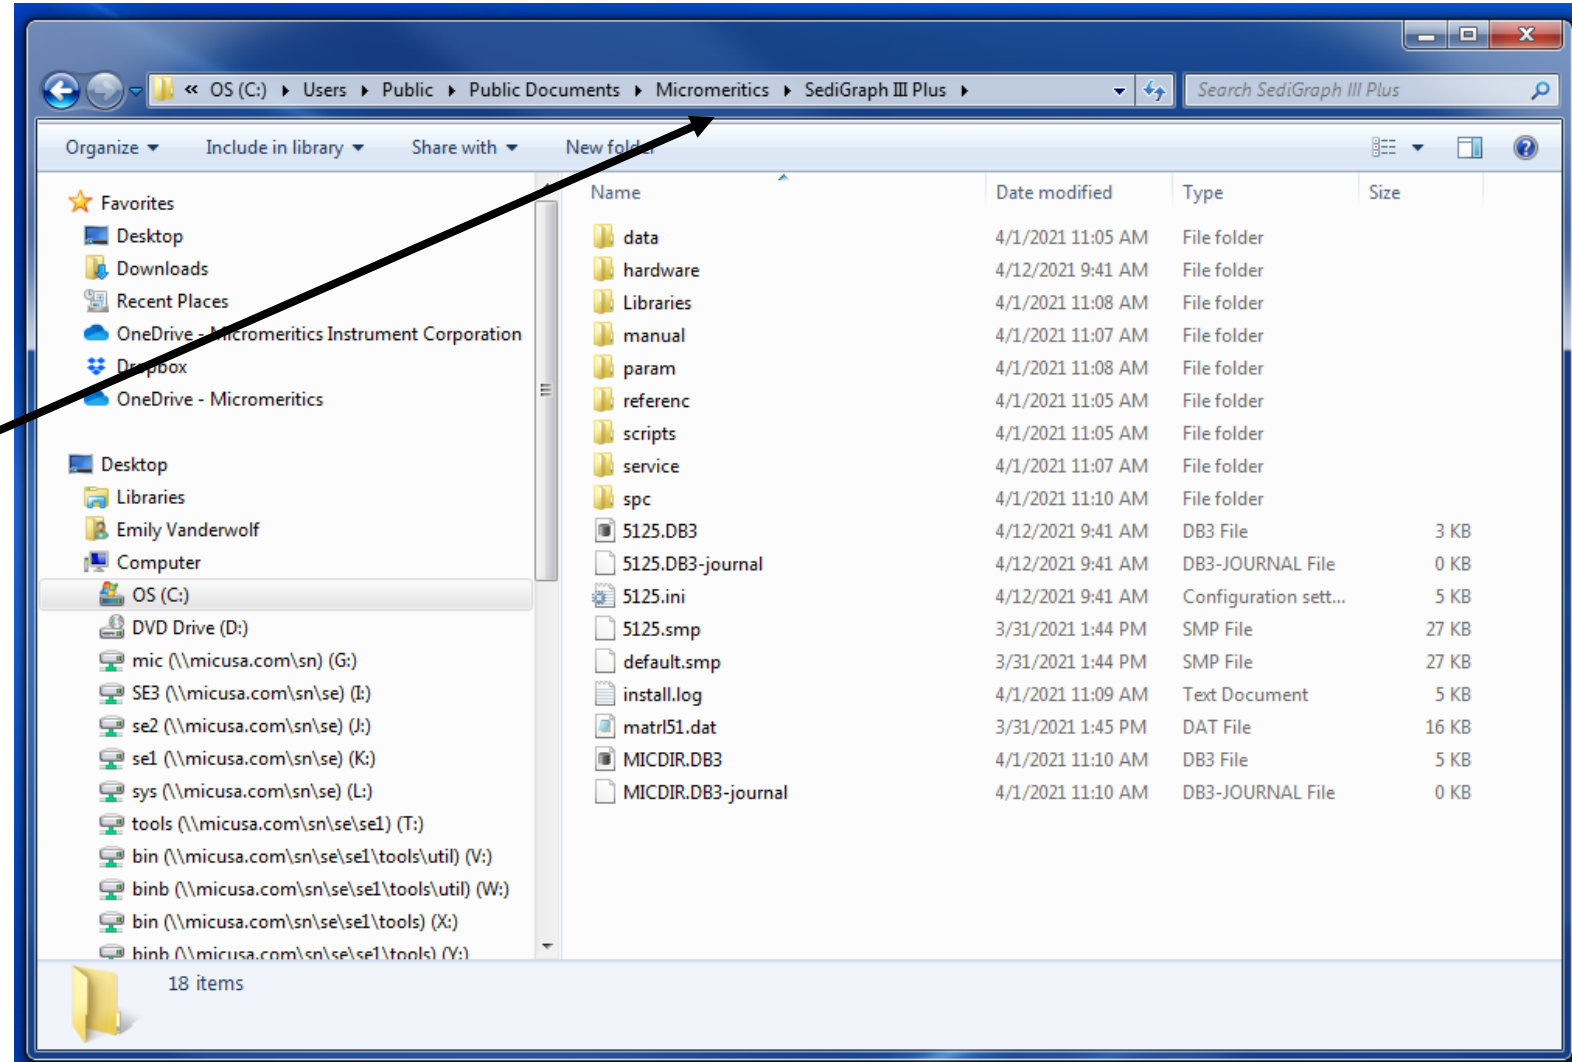 « OS (C:) ▸ Users ▸ Public ▸ Public Documents ▸ Micromeritics ▸ SediGraph III Plus ▸
Search SediGraph III Plus
Organize Include in library Share with New folder
Favorites
Desktop
Downloads
Recent Places
OneDrive - Micromeritics Instrument Corporation
Dropbox
OneDrive - Micromeritics
Desktop
Libraries
Emily Vanderwolf
Computer
OS (C:)
DVD Drive (D:)
mic (\\micusa.com\sn) (G:)
SE3 (\\micusa.com\sn\se) (I:)
se2 (\\micusa.com\sn\se) (J:)
se1 (\\micusa.com\sn\se) (K:)
sys (\\micusa.com\sn\se) (L:)
tools (\\micusa.com\sn\se\se1) (T:)
bin (\\micusa.com\sn\se\se1\tools\util) (V:)
binb (\\micusa.com\sn\se\se1\tools\util) (W:)
bin (\\micusa.com\sn\se\se1\tools) (X:)
binb (\\micusa.com\sn\se\se1\tools) (Y:)
Name Date modified Type Size
data 4/1/2021 11:05 AM File folder
hardware 4/12/2021 9:41 AM File folder
Libraries 4/1/2021 11:08 AM File folder
manual 4/1/2021 11:07 AM File folder
param 4/1/2021 11:08 AM File folder
referenc 4/1/2021 11:05 AM File folder
scripts 4/1/2021 11:05 AM File folder
service 4/1/2021 11:07 AM File folder
spc 4/1/2021 11:10 AM File folder
5125.DB3 4/12/2021 9:41 AM DB3 File 3 KB
5125.DB3-journal 4/12/2021 9:41 AM DB3-JOURNAL File 0 KB
5125.ini 4/12/2021 9:41 AM Configuration sett... 5 KB
5125.smp 3/31/2021 1:44 PM SMP File 27 KB
default.smp 3/31/2021 1:44 PM SMP File 27 KB
install.log 4/1/2021 11:09 AM Text Document 5 KB
matrl51.dat 3/31/2021 1:45 PM DAT File 16 KB
MICDIR.DB3 4/1/2021 11:10 AM DB3 File 5 KB
MICDIR.DB3-journal 4/1/2021 11:10 AM DB3-JOURNAL File 0 KB
18 items